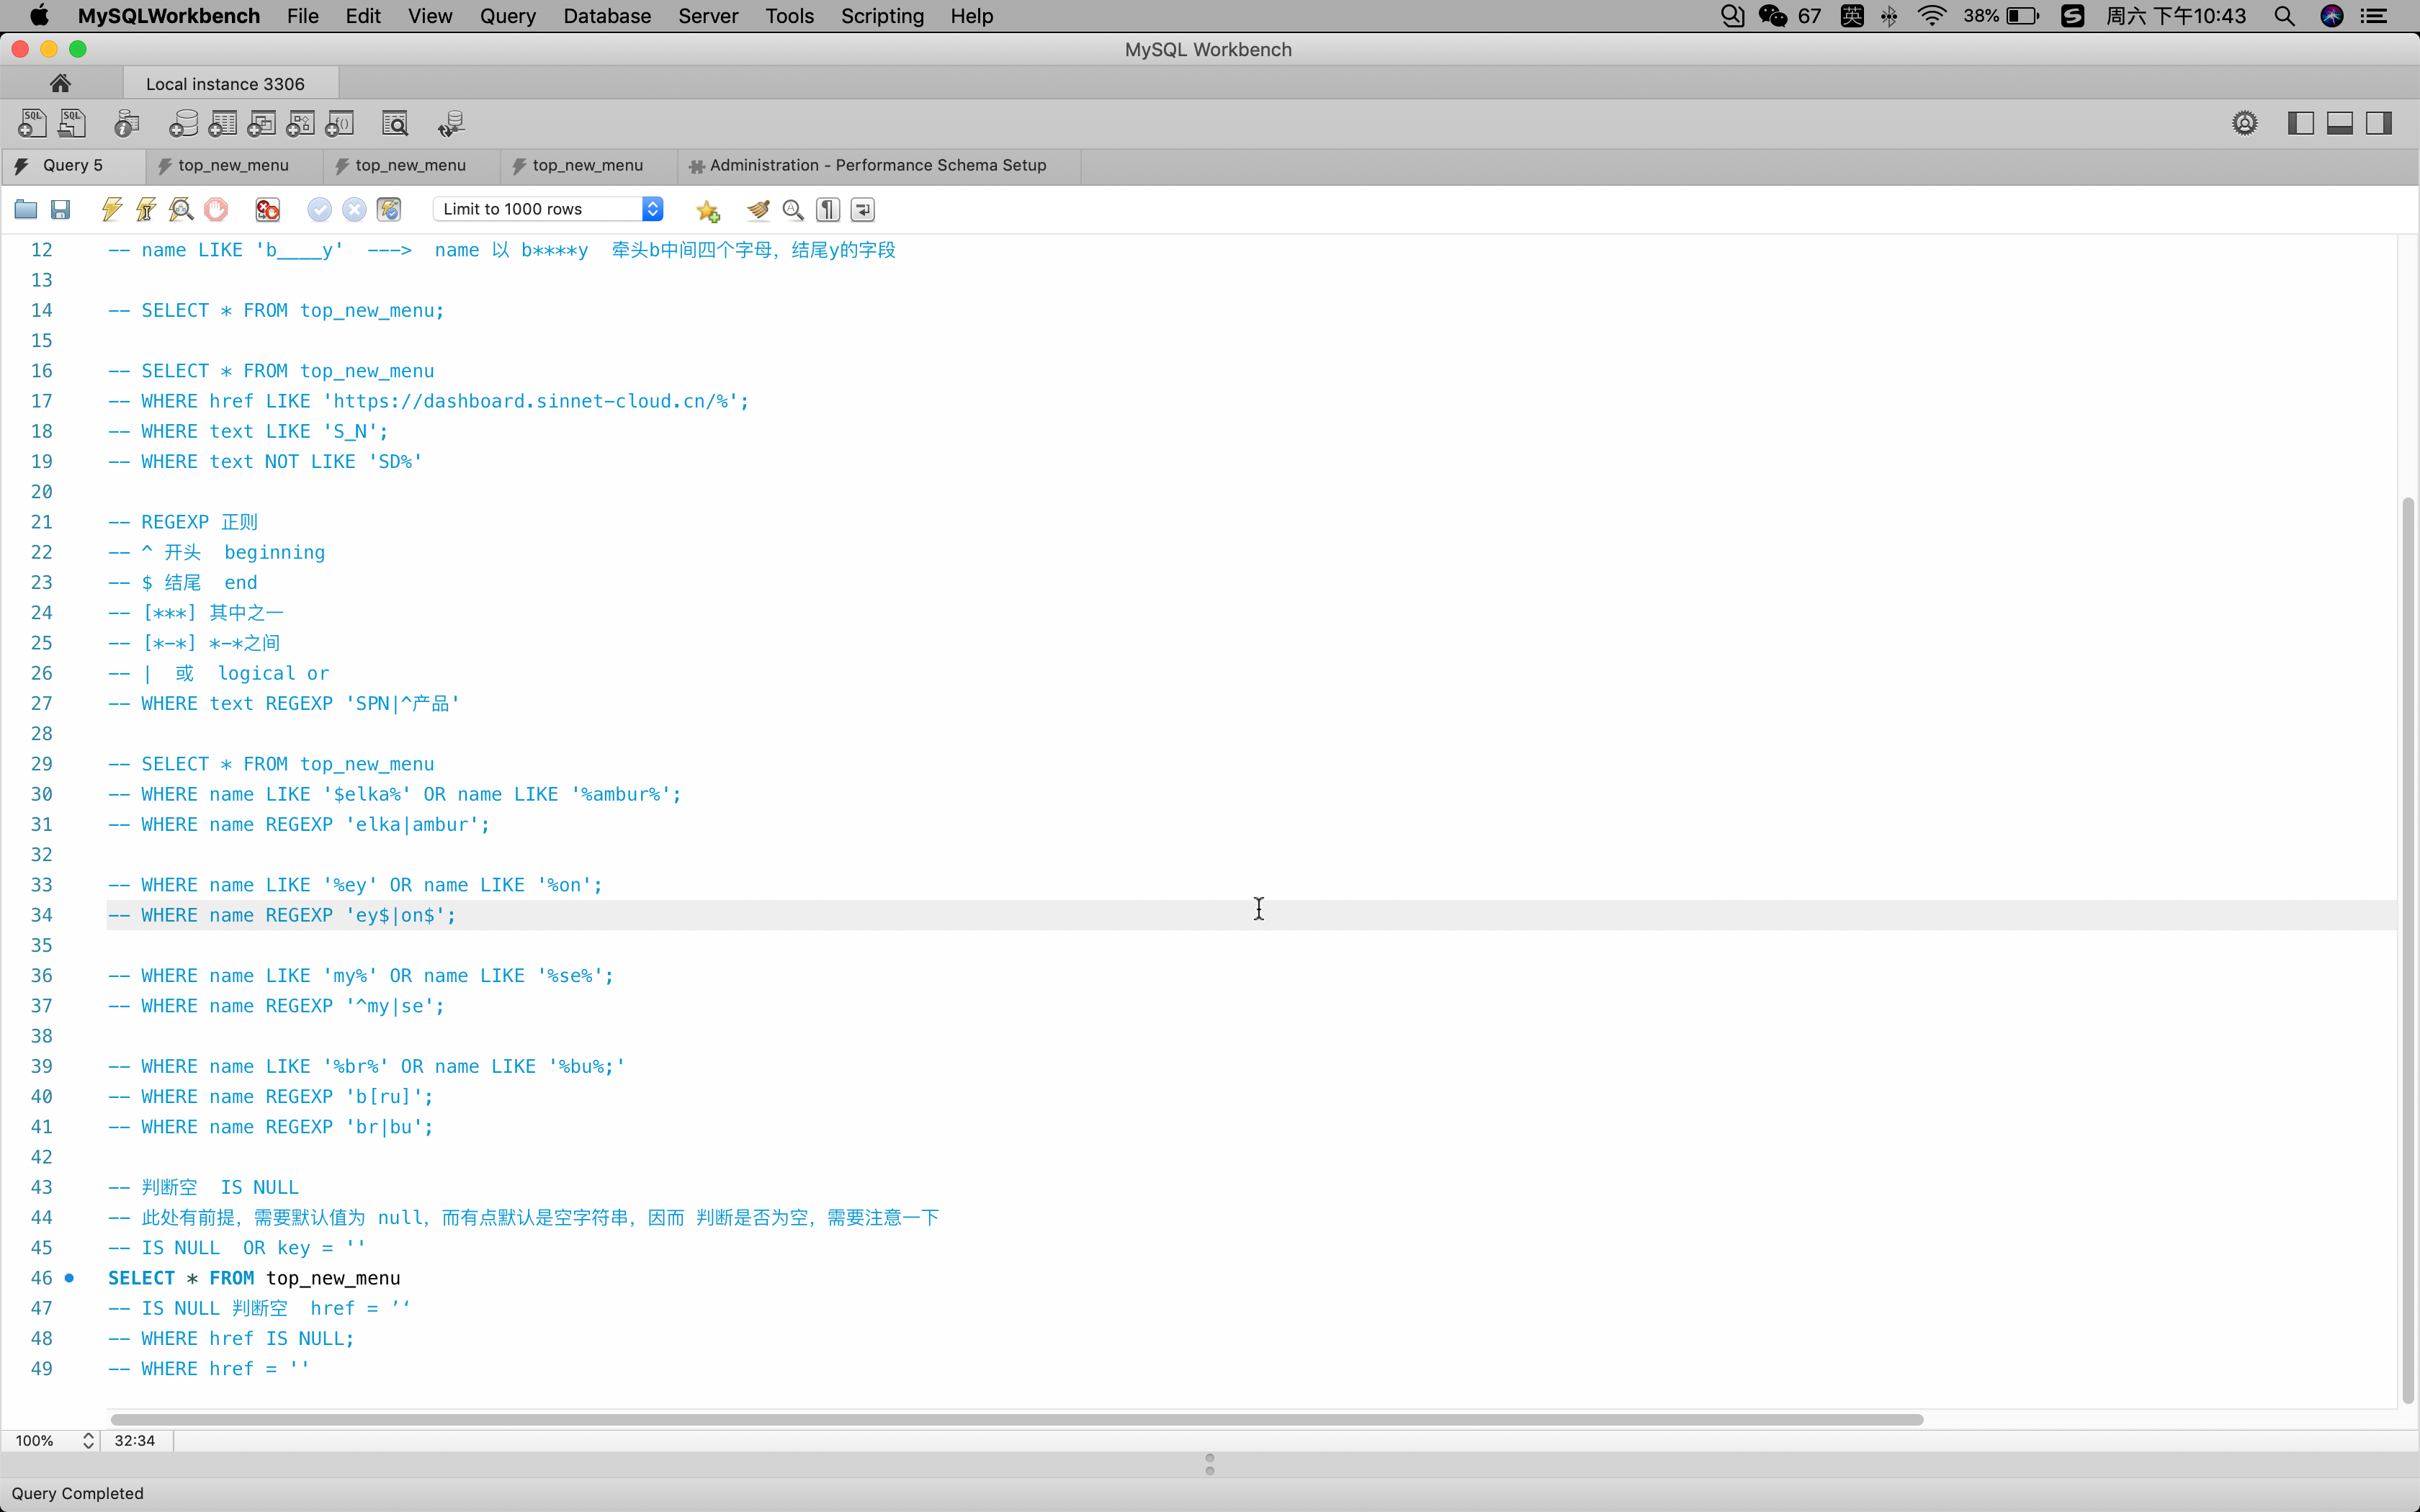 MySQLWorkbench File Edit View Query Database Server Tools Scripting Help 67 英 38% 周六 下午10:43
MySQL Workbench
Local instance 3306
Query 5 top_new_menu top_new_menu top_new_menu Administration - Performance Schema Setup
Limit to 1000 rows
12 -- name LIKE 'b____y' ---> name 以 b****y 牵头b中间四个字母，结尾y的字段
13
14 -- SELECT * FROM top_new_menu;
15
16 -- SELECT * FROM top_new_menu
17 -- WHERE href LIKE 'https://dashboard.sinnet-cloud.cn/%';
18 -- WHERE text LIKE 'S_N';
19 -- WHERE text NOT LIKE 'SD%'
20
21 -- REGEXP 正则
22 -- ^ 开头 beginning
23 -- $ 结尾 end
24 -- [***] 其中之一
25 -- [*-*] *-*之间
26 -- | 或 logical or
27 -- WHERE text REGEXP 'SPN|^产品'
28
29 -- SELECT * FROM top_new_menu
30 -- WHERE name LIKE '$elka%' OR name LIKE '%ambur%';
31 -- WHERE name REGEXP 'elka|ambur';
32
33 -- WHERE name LIKE '%ey' OR name LIKE '%on';
34 -- WHERE name REGEXP 'ey$|on$';
35
36 -- WHERE name LIKE 'my%' OR name LIKE '%se%';
37 -- WHERE name REGEXP '^my|se';
38
39 -- WHERE name LIKE '%br%' OR name LIKE '%bu%;'
40 -- WHERE name REGEXP 'b[ru]';
41 -- WHERE name REGEXP 'br|bu';
42
43 -- 判断空 IS NULL
44 -- 此处有前提，需要默认值为 null，而有点默认是空字符串，因而 判断是否为空，需要注意一下
45 -- IS NULL OR key = ''
46 SELECT * FROM top_new_menu
47 -- IS NULL 判断空 href = ’‘
48 -- WHERE href IS NULL;
49 -- WHERE href = ''
100% 32:34
Query Completed